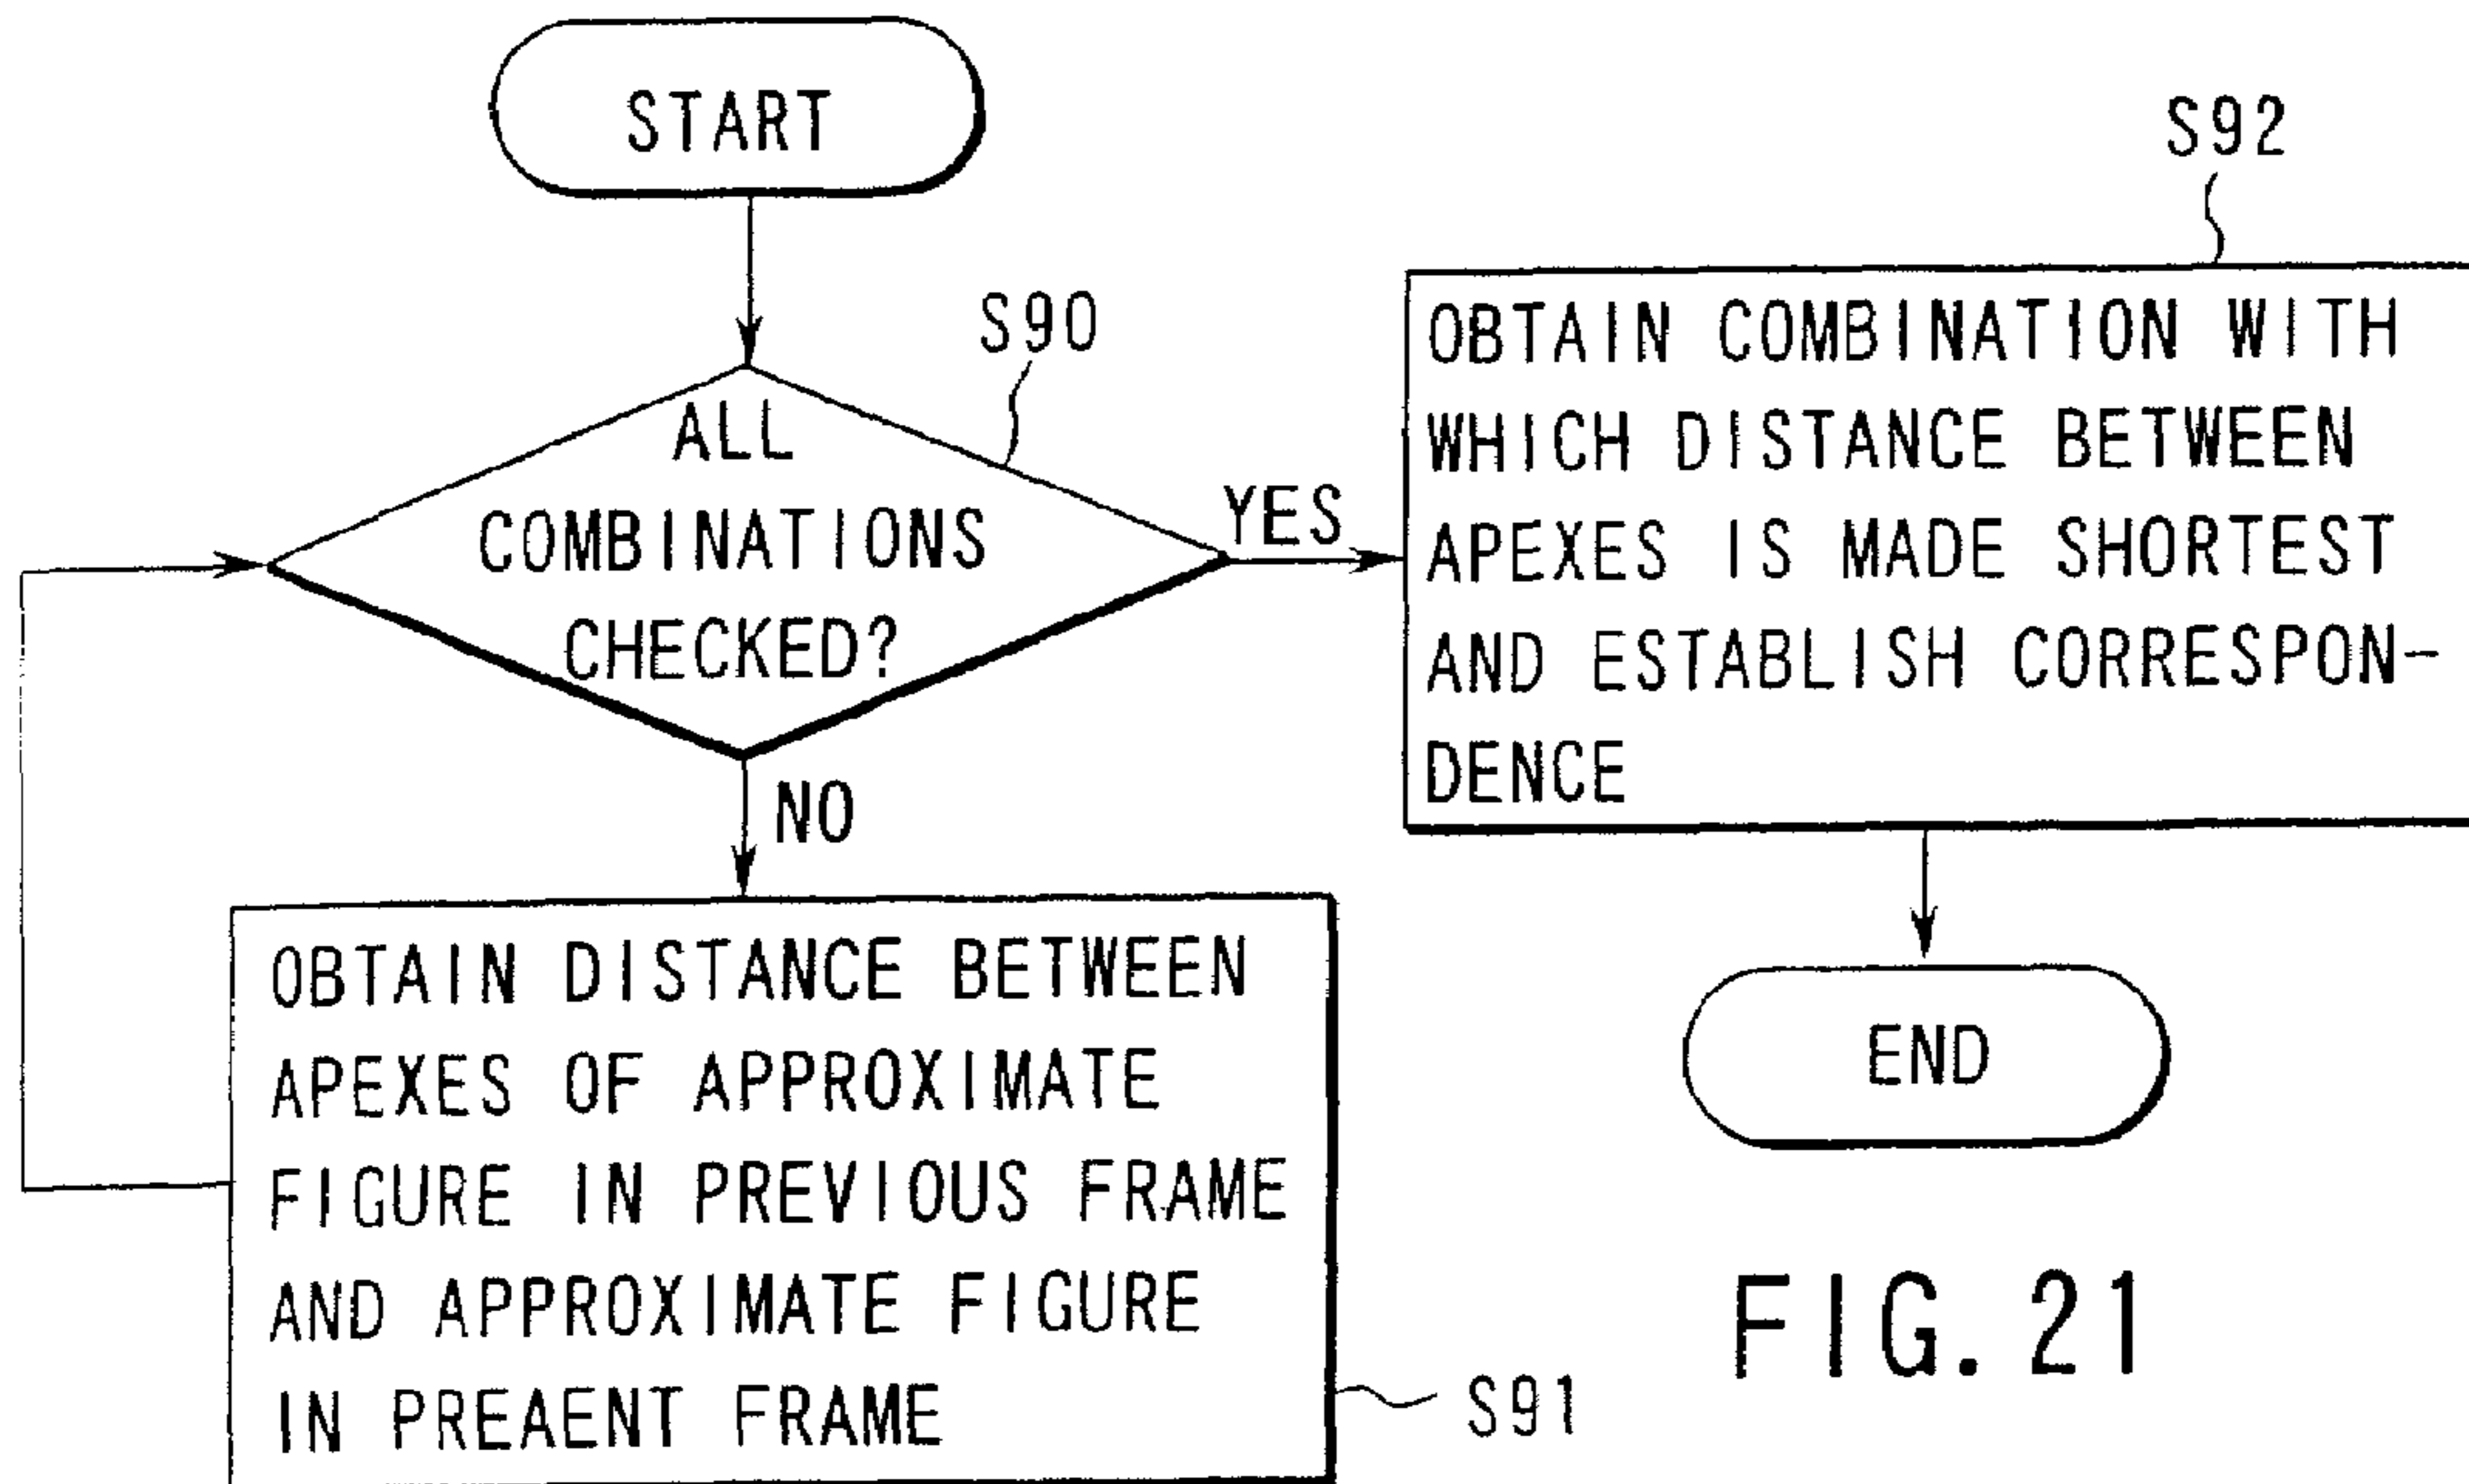 START
S90
ALL
COMBINATIONS
CHECKED?
YES
NO
S92
OBTAIN COMBINATION WITH
WHICH DISTANCE BETWEEN
APEXES IS MADE SHORTEST
AND ESTABLISH CORRESPON-
DENCE
OBTAIN DISTANCE BETWEEN
APEXES OF APPROXIMATE
FIGURE IN PREVIOUS FRAME
AND APPROXIMATE FIGURE
IN PREAENT FRAME
S91
END
FIG. 21